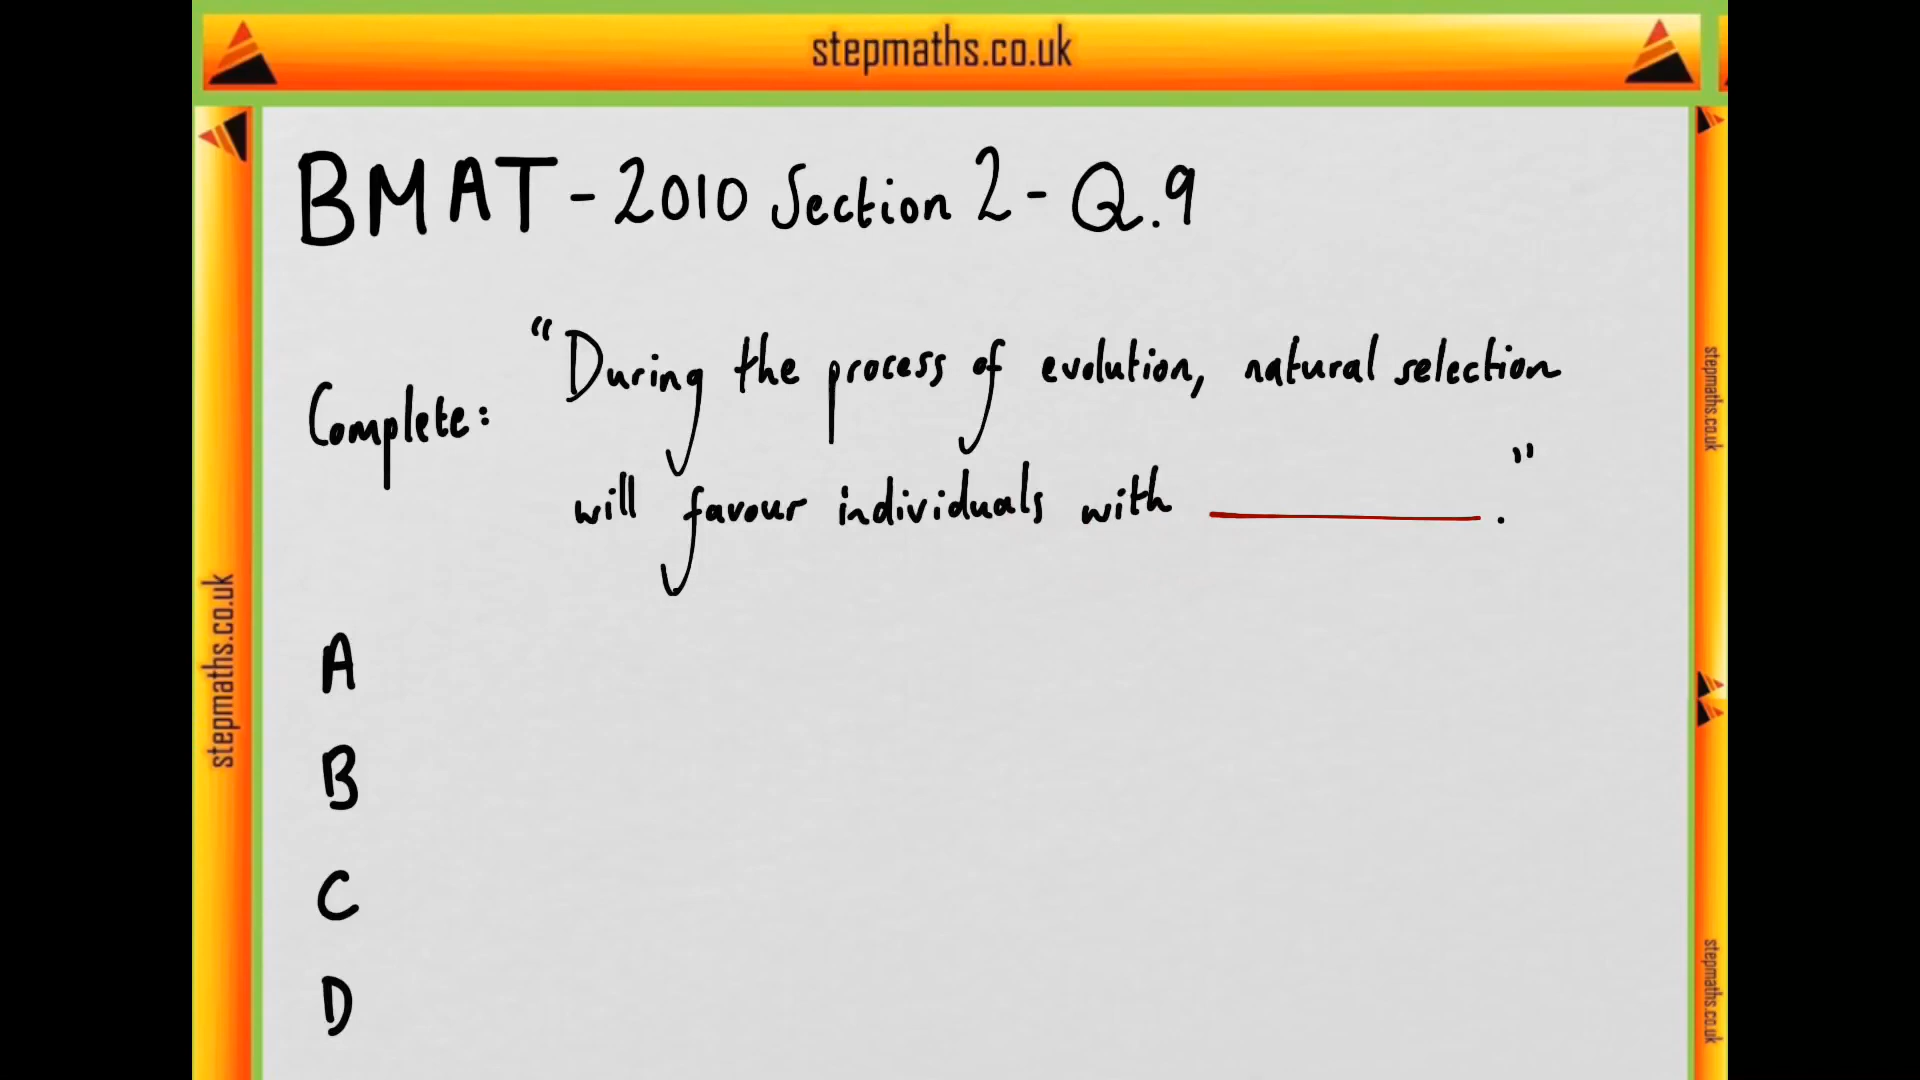 stepmaths.co.uk
BMAT - 2010 Section 2 - Q.9
Complete:
"During the process of evolution, natural selection
will favour individuals with ________ ."
A
B
C
D
stepmaths.co.uk
stepmaths.co.uk
stepmaths.co.uk